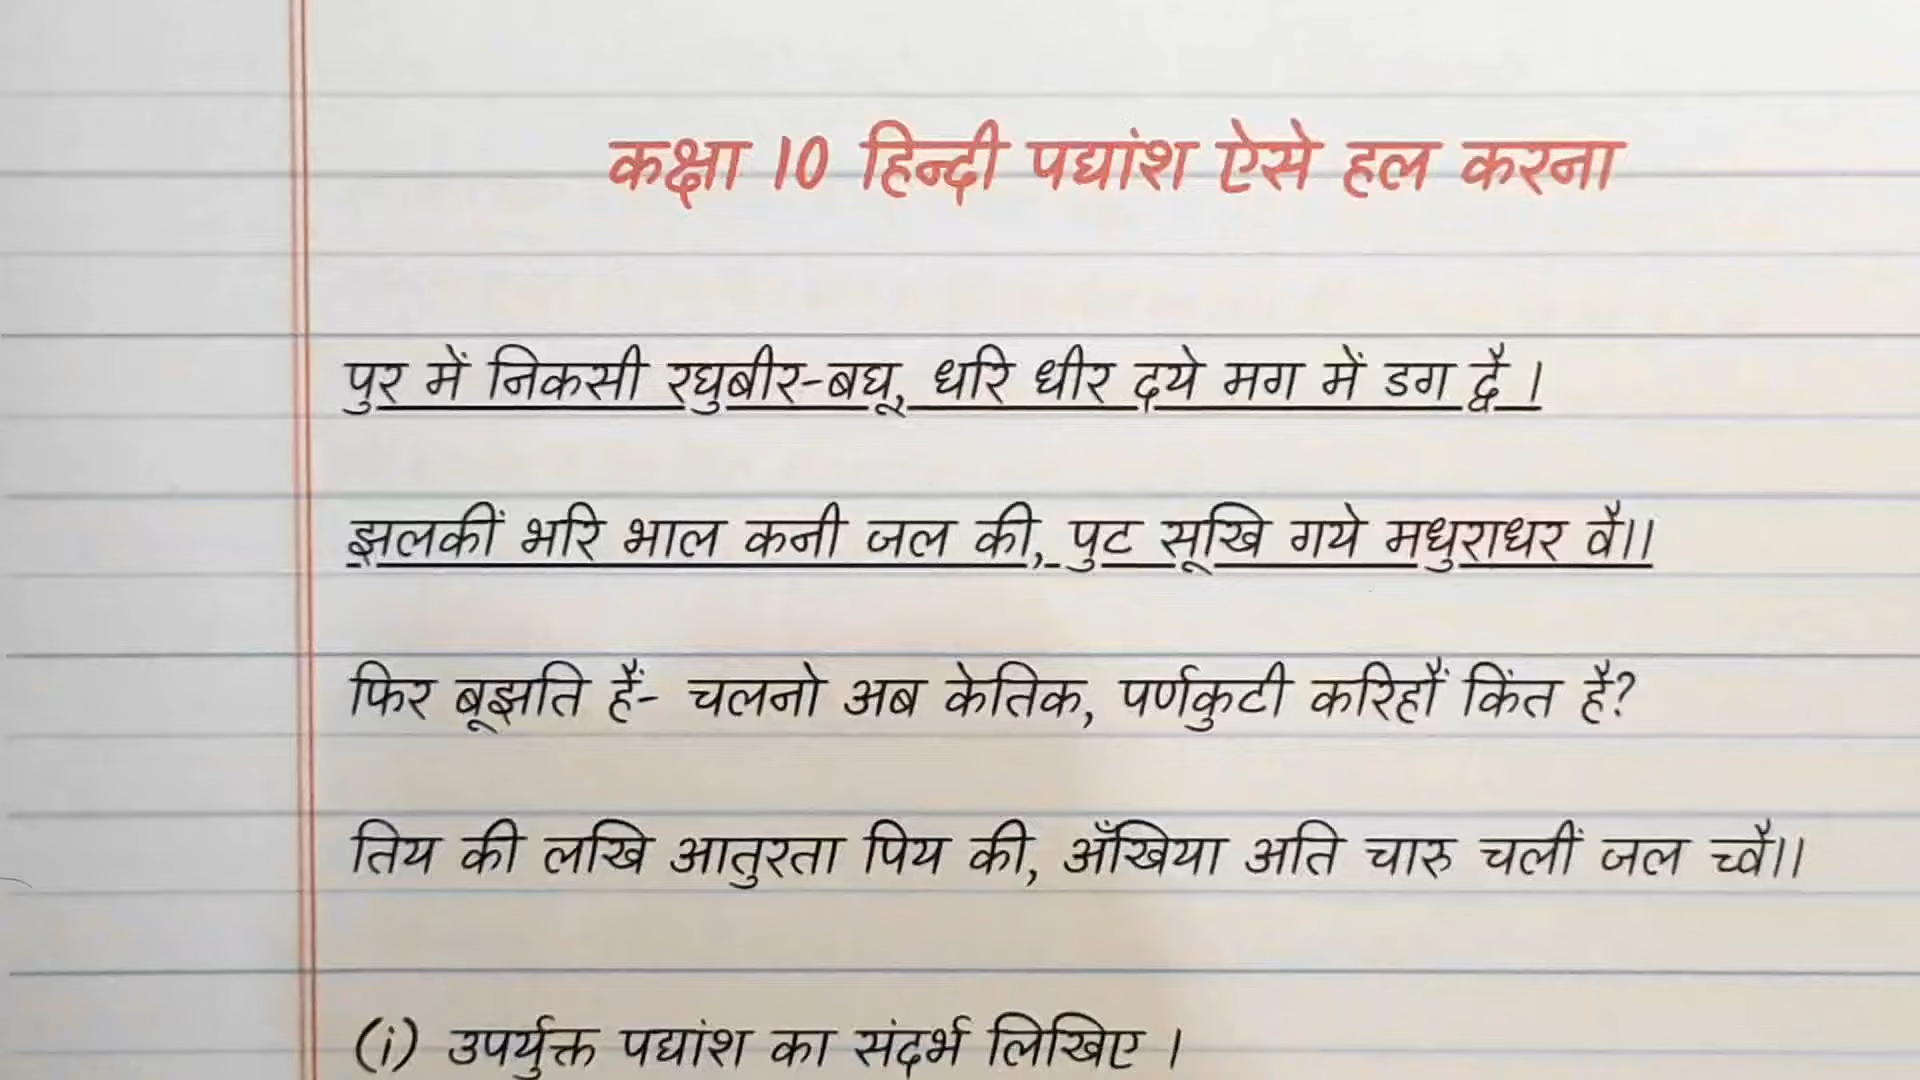 कक्षा 10 हिन्दी पद्यांश ऐसे हल करना
पुर में निकसी रघुबीर-बघू, धरि धीर दये मग में डग द्वै।
झलकीं भरि भाल कनी जल की, पुट सूखि गये मधुराधर वै।।
फिर बूझति हैं- चलनो अब केतिक, पर्णकुटी करिहौं किंत है?
तिय की लखि आतुरता पिय की, अँखिया अति चारु चलीं जल च्वै।।
(i) उपर्युक्त पद्यांश का संदर्भ लिखिए।